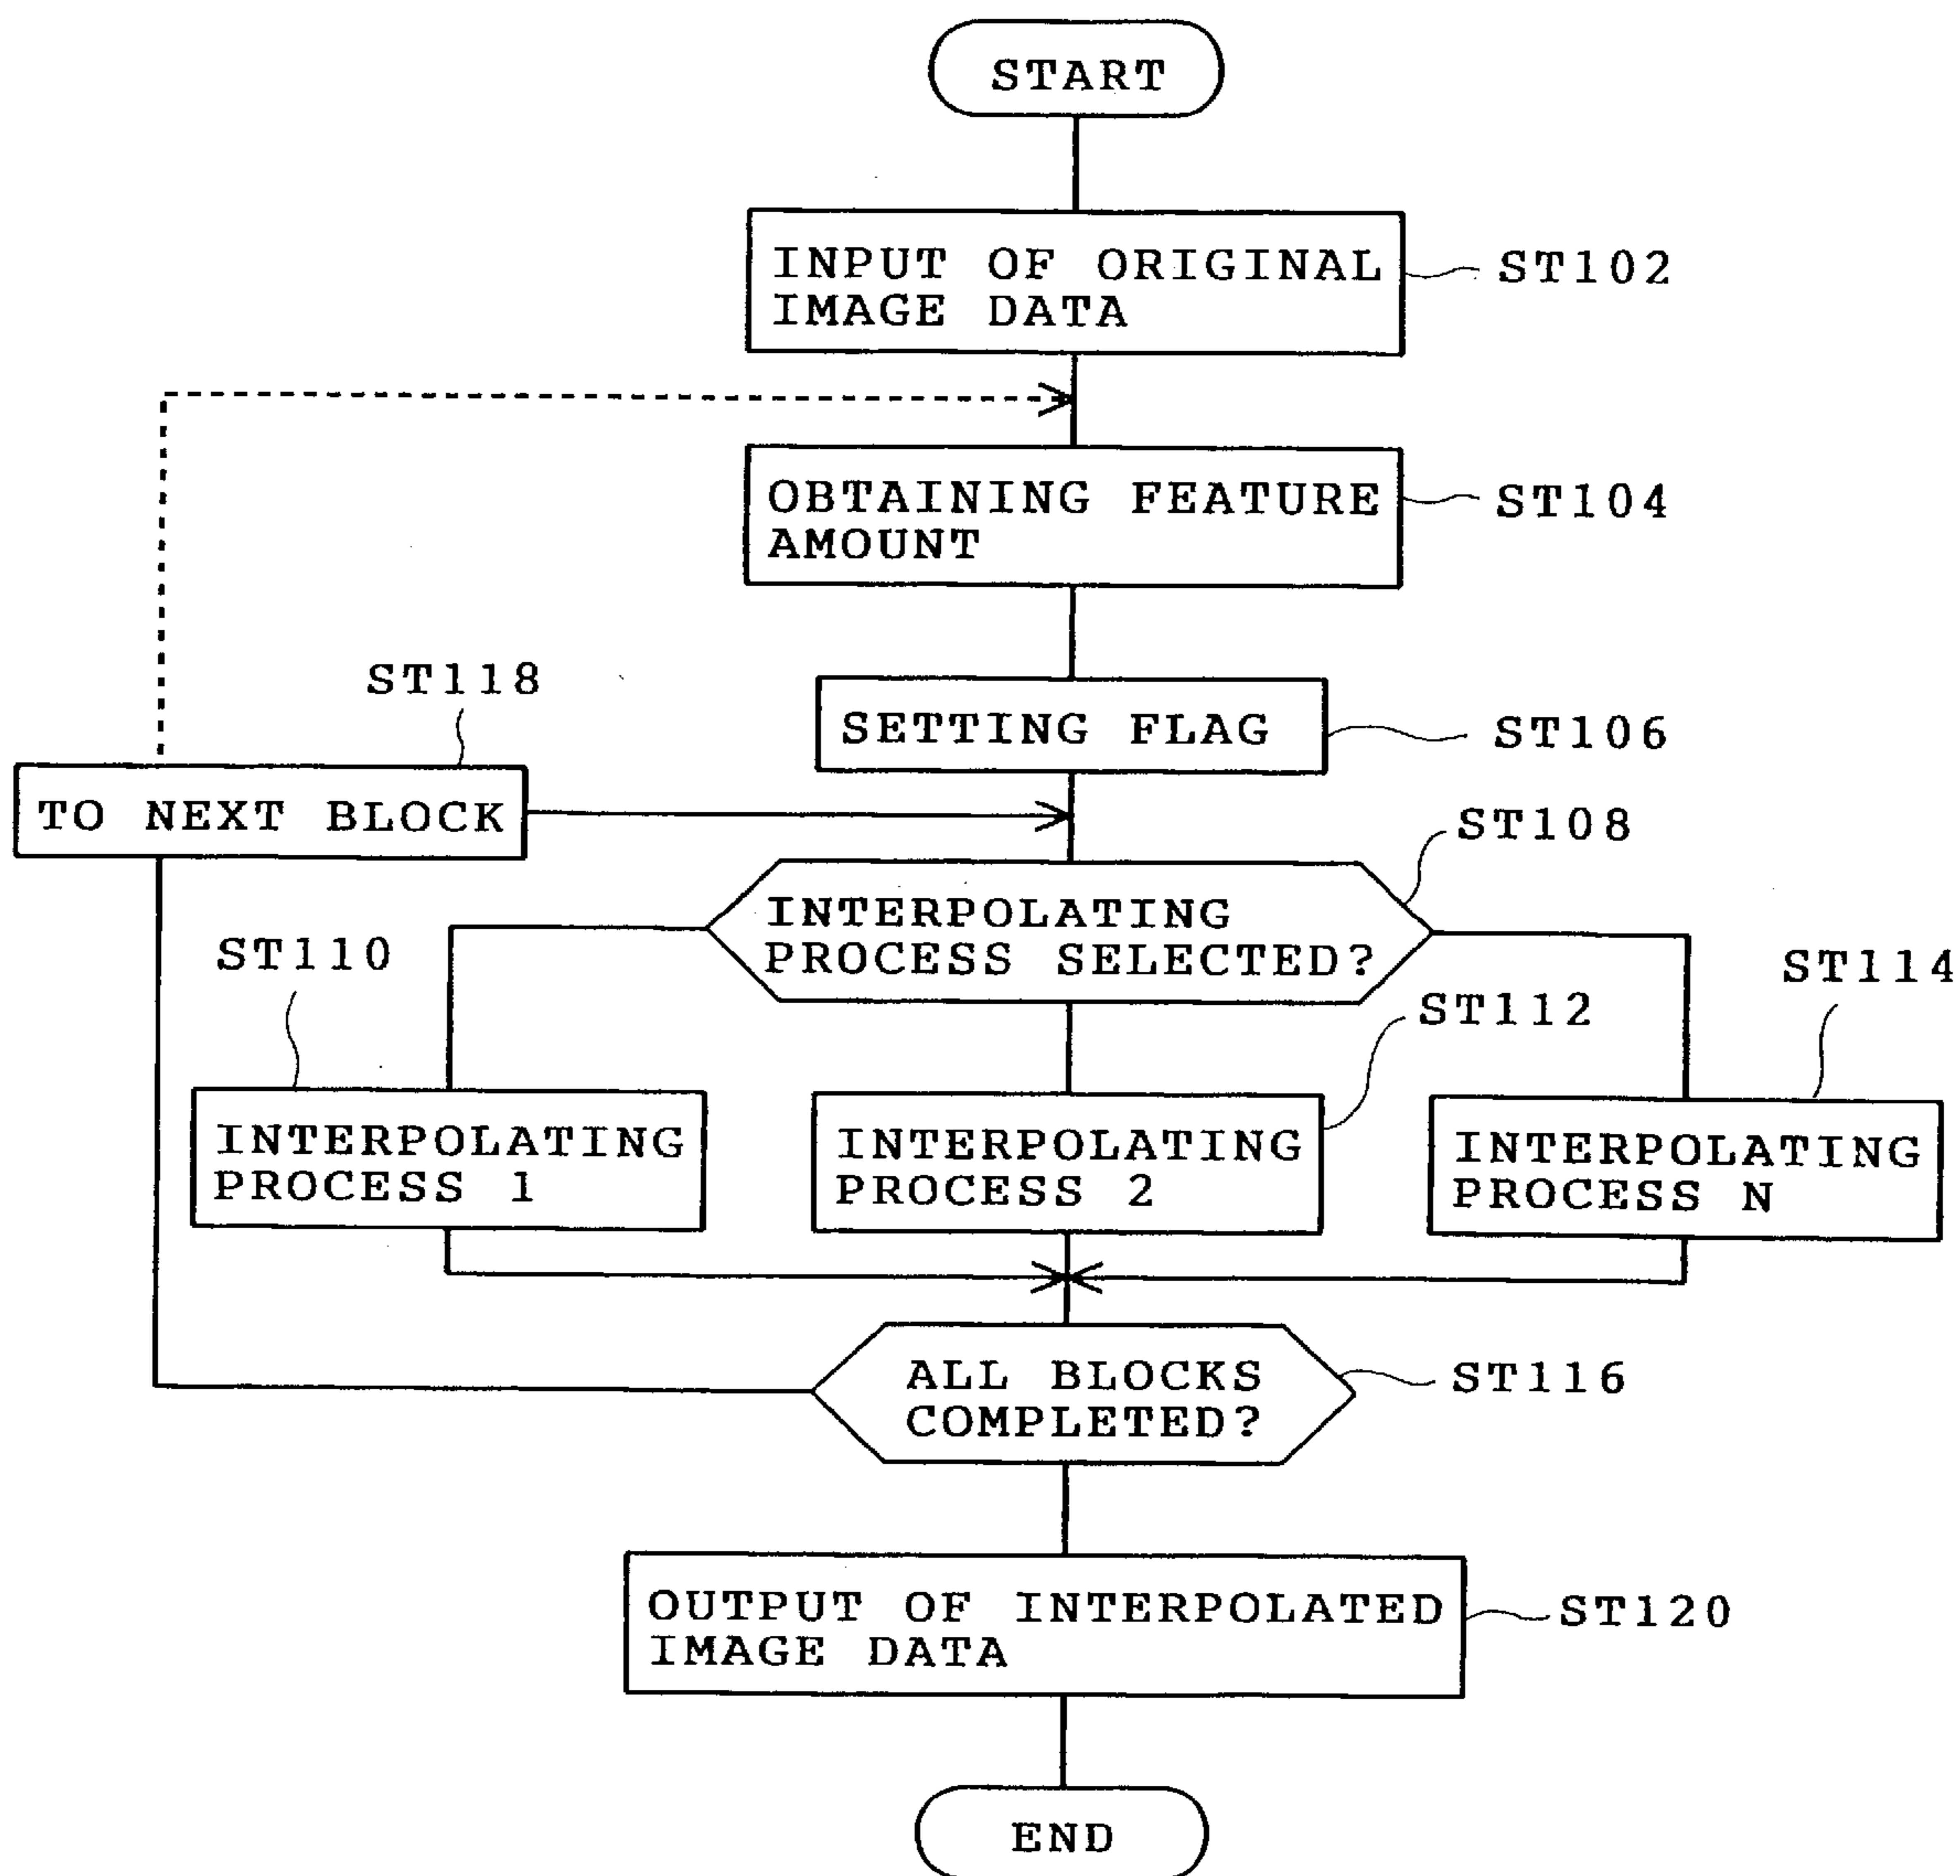 START
INPUT OF ORIGINAL
IMAGE DATA
ST102
OBTAINING FEATURE
AMOUNT
ST104
SETTING FLAG
ST106
ST118
TO NEXT BLOCK
ST108
INTERPOLATING
PROCESS SELECTED?
ST110
ST112
ST114
INTERPOLATING
PROCESS 1
INTERPOLATING
PROCESS 2
INTERPOLATING
PROCESS N
ALL BLOCKS
COMPLETED?
ST116
OUTPUT OF INTERPOLATED
IMAGE DATA
ST120
END